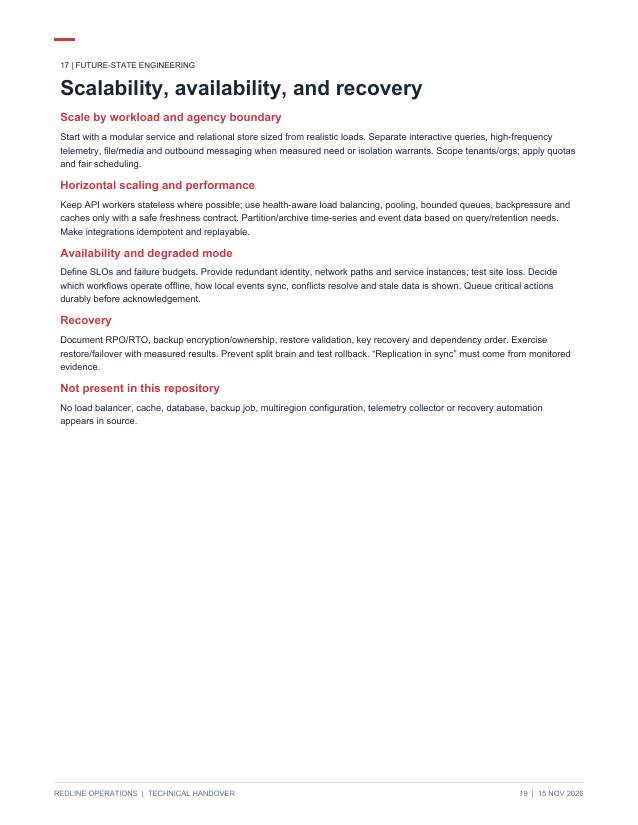 17 | FUTURE-STATE ENGINEERING
Scalability, availability, and recovery
Scale by workload and agency boundary
Start with a modular service and relational store sized from realistic loads. Separate interactive queries, high-frequency
telemetry, file/media and outbound messaging when measured need or isolation warrants. Scope tenants/orgs; apply quotas
and fair scheduling.
Horizontal scaling and performance
Keep API workers stateless where possible; use health-aware load balancing, pooling, bounded queues, backpressure and
caches only with a safe freshness contract. Partition/archive time-series and event data based on query/retention needs.
Make integrations idempotent and replayable.
Availability and degraded mode
Define SLOs and failure budgets. Provide redundant identity, network paths and service instances; test site loss. Decide
which workflows operate offline, how local events sync, conflicts resolve and stale data is shown. Queue critical actions
durably before acknowledgement.
Recovery
Document RPO/RTO, backup encryption/ownership, restore validation, key recovery and dependency order. Exercise
restore/failover with measured results. Prevent split brain and test rollback. “Replication in sync” must come from monitored
evidence.
Not present in this repository
No load balancer, cache, database, backup job, multiregion configuration, telemetry collector or recovery automation
appears in source.
REDLINE OPERATIONS | TECHNICAL HANDOVER
19 | 15 NOV 2026